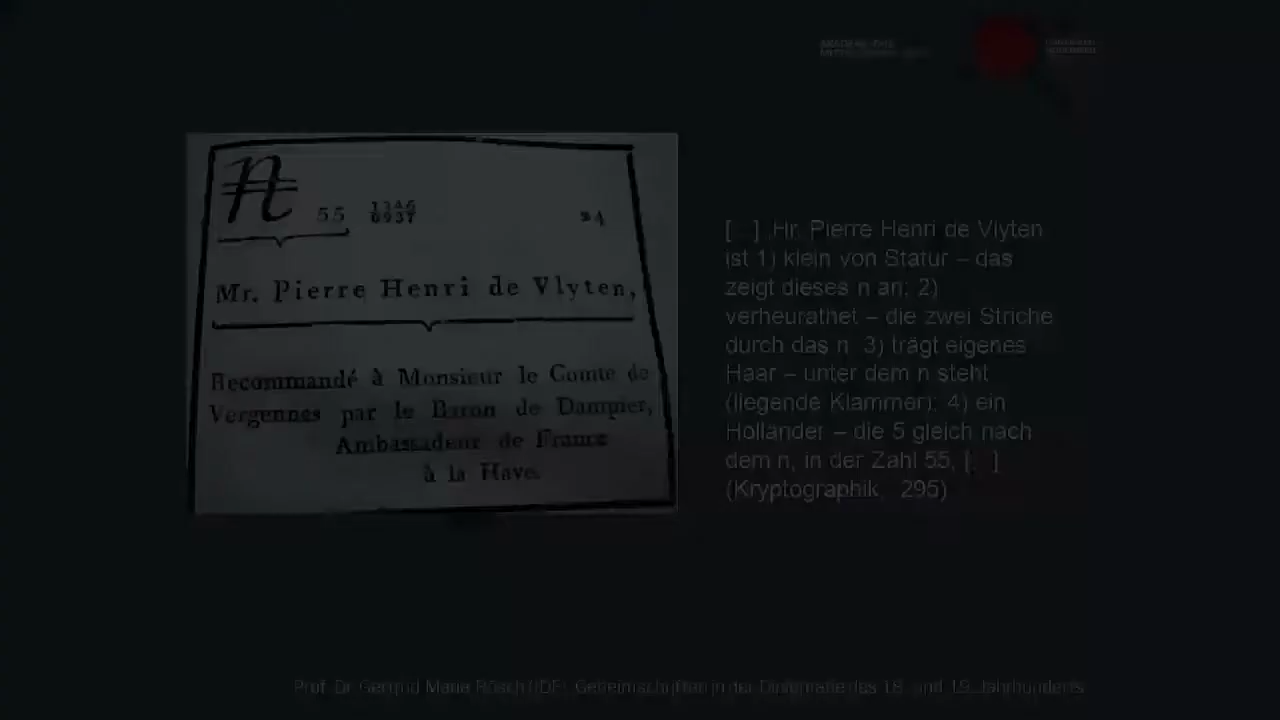 n
55 1346 24
0937
Mr. Pierre Henri de Vlyten,
Recommandé à Monsieur le Comte de
Vergennes par le Baron de Dampier,
Ambassadeur de France
à la Haye.
[...] Hr. Pierre Henri de Vlyten
ist 1) klein von Statur – das
zeigt dieses n an; 2)
verheurathet – die zwei Striche
durch das n. 3) trägt eigenes
Haar – unter dem n steht
(liegende Klammer); 4) ein
Holländer – die 5 gleich nach
dem n, in der Zahl 55, [...]
(Kryptographik, 295)
Prof. Dr. Gertrud Maria Rösch (IDF), Geheimschriften in der Diplomatie des 18. und 19. Jahrhunderts